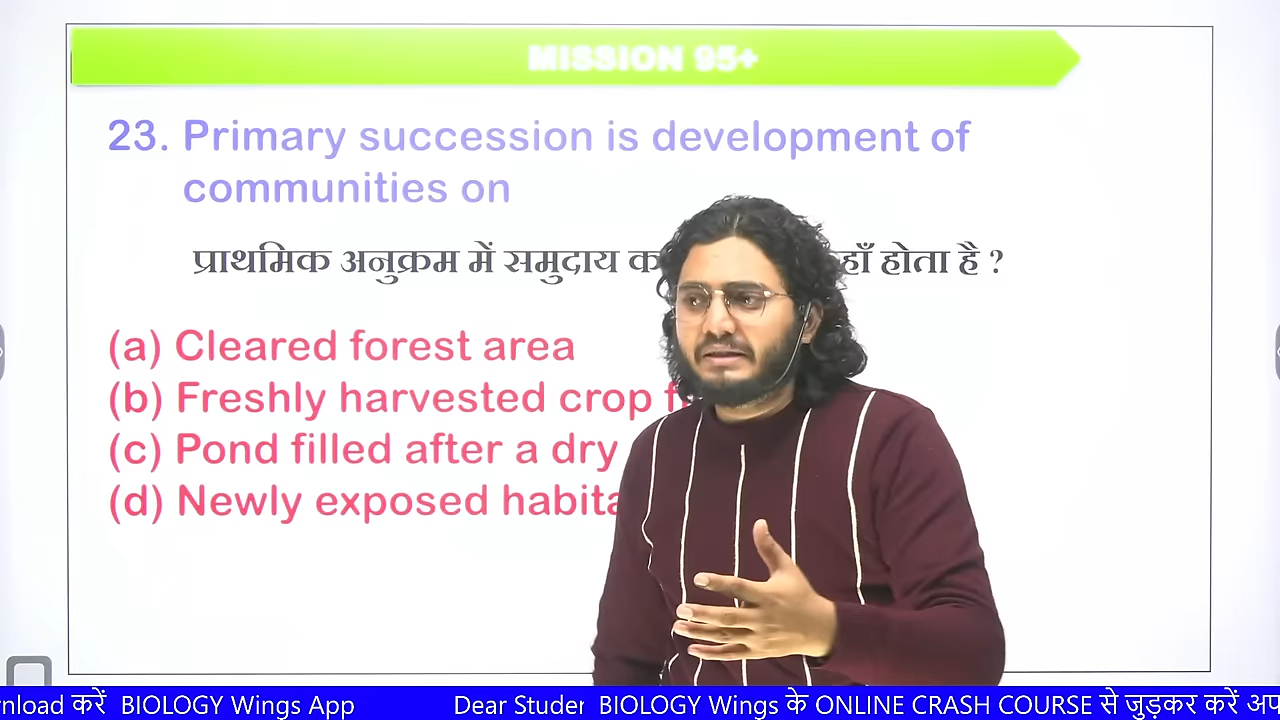 MISSION 95+
23. Primary succession is development of
communities on
प्राथमिक अनुक्रम में समुदाय हाँ होता है ?
(a) Cleared forest area
(b) Freshly harvested crop
(c) Pond filled after a dry
(d) Newly exposed
nload करें BIOLOGY Wings App Dear Studer BIOLOGY Wings के ONLINE CRASH COURSE से जुड़कर करें अप